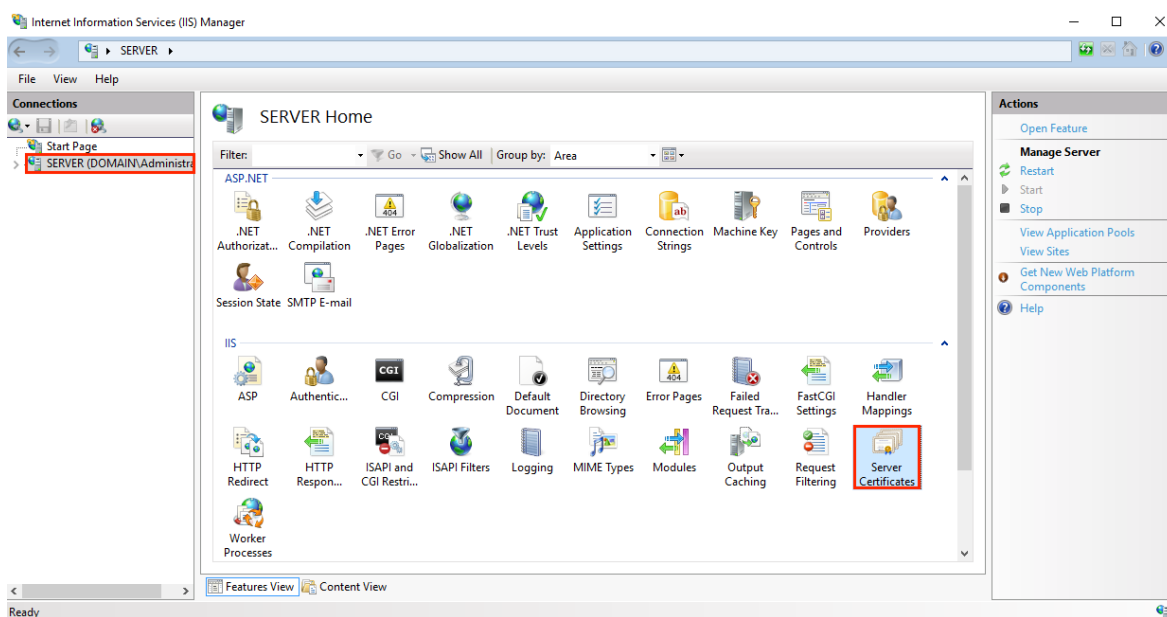 Internet Information Services (IIS) Manager
SERVER
File View Help
Connections
Start Page
SERVER (DOMAIN\Administra
SERVER Home
Filter: Go Show All Group by: Area
ASP.NET
.NET Authorizat...
.NET Compilation
.NET Error Pages
.NET Globalization
.NET Trust Levels
Application Settings
Connection Strings
Machine Key
Pages and Controls
Providers
Session State
SMTP E-mail
IIS
ASP
Authentic...
CGI
Compression
Default Document
Directory Browsing
Error Pages
Failed Request Tra...
FastCGI Settings
Handler Mappings
HTTP Redirect
HTTP Respon...
ISAPI and CGI Restri...
ISAPI Filters
Logging
MIME Types
Modules
Output Caching
Request Filtering
Server Certificates
Worker Processes
Features View Content View
Ready
Actions
Open Feature
Manage Server
Restart
Start
Stop
View Application Pools
View Sites
Get New Web Platform
Components
Help